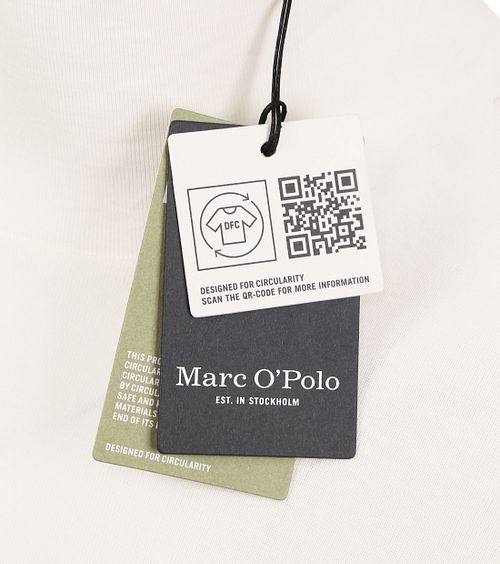 DFC
DESIGNED FOR CIRCULARITY
SCAN THE QR-CODE FOR MORE INFORMATION
Marc O'Polo
EST. IN STOCKHOLM
THIS
CIRCULAR
CIRCULAR
BY CIRCUL
SAFE AND
MATERIALS
END OF ITS
DESIGNED FOR CIRCULARITY